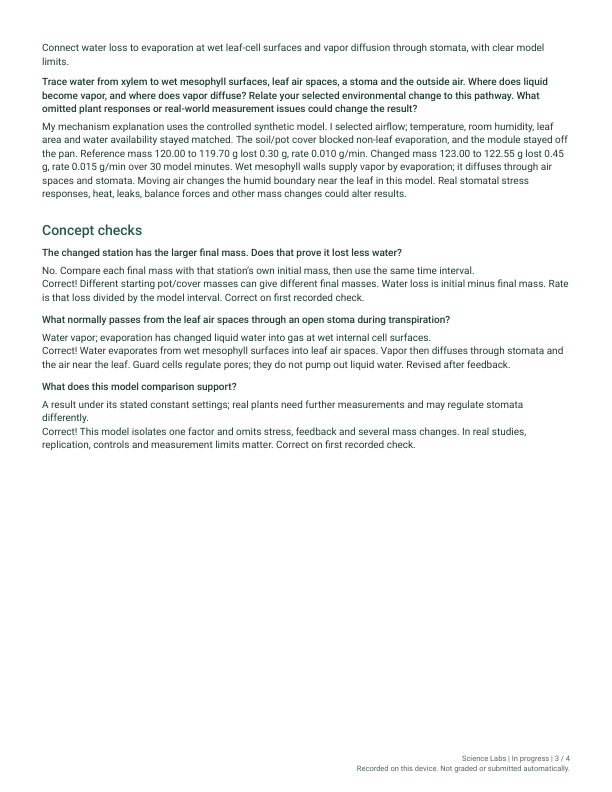 Connect water loss to evaporation at wet leaf-cell surfaces and vapor diffusion through stomata, with clear model
limits.
Trace water from xylem to wet mesophyll surfaces, leaf air spaces, a stoma and the outside air. Where does liquid
become vapor, and where does vapor diffuse? Relate your selected environmental change to this pathway. What
omitted plant responses or real-world measurement issues could change the result?
My mechanism explanation uses the controlled synthetic model. I selected airflow; temperature, room humidity, leaf
area and water availability stayed matched. The soil/pot cover blocked non-leaf evaporation, and the module stayed off
the pan. Reference mass 120.00 to 119.70 g lost 0.30 g, rate 0.010 g/min. Changed mass 123.00 to 122.55 g lost 0.45
g, rate 0.015 g/min over 30 model minutes. Wet mesophyll walls supply vapor by evaporation; it diffuses through air
spaces and stomata. Moving air changes the humid boundary near the leaf in this model. Real stomatal stress
responses, heat, leaks, balance forces and other mass changes could alter results.
Concept checks
The changed station has the larger final mass. Does that prove it lost less water?
No. Compare each final mass with that station's own initial mass, then use the same time interval.
Correct! Different starting pot/cover masses can give different final masses. Water loss is initial minus final mass. Rate
is that loss divided by the model interval. Correct on first recorded check.
What normally passes from the leaf air spaces through an open stoma during transpiration?
Water vapor; evaporation has changed liquid water into gas at wet internal cell surfaces.
Correct! Water evaporates from wet mesophyll surfaces into leaf air spaces. Vapor then diffuses through stomata and
the air near the leaf. Guard cells regulate pores; they do not pump out liquid water. Revised after feedback.
What does this model comparison support?
A result under its stated constant settings; real plants need further measurements and may regulate stomata
differently.
Correct! This model isolates one factor and omits stress, feedback and several mass changes. In real studies,
replication, controls and measurement limits matter. Correct on first recorded check.
Science Labs | In progress | 3 / 4
Recorded on this device. Not graded or submitted automatically.